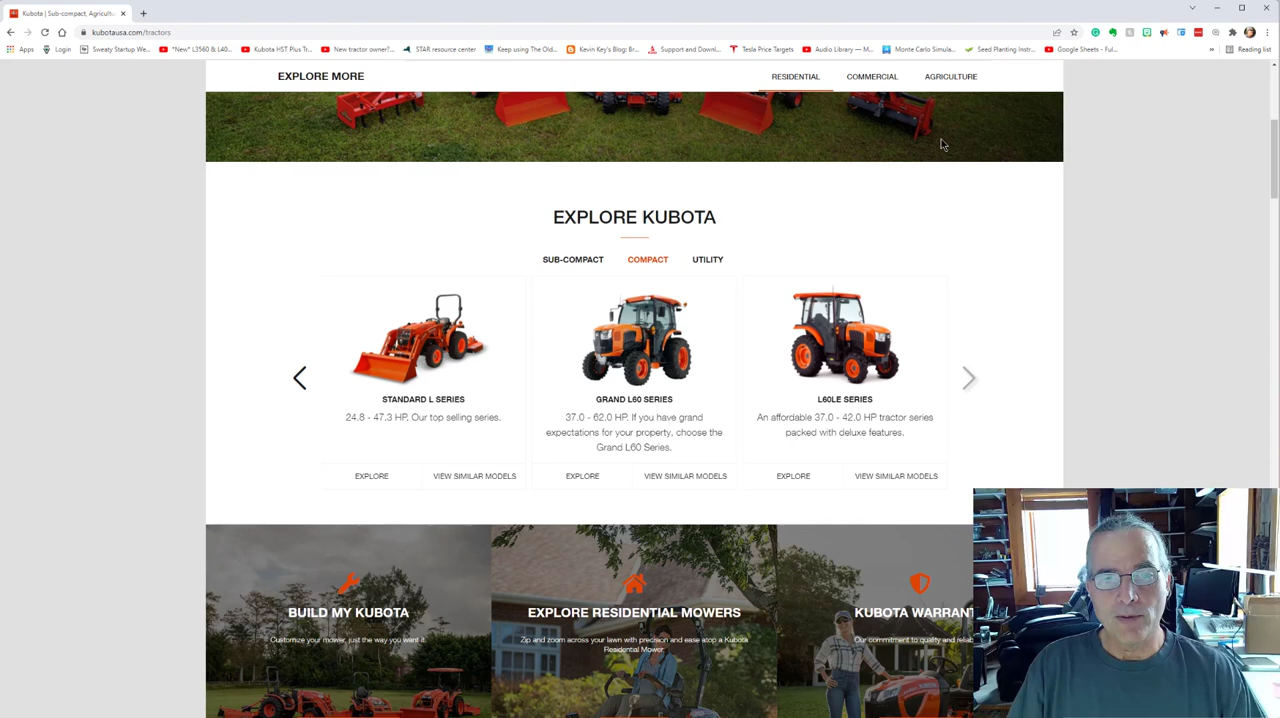 Kubota | Sub-compact, Agricultu
kubotausa.com/tractors
Apps
Login
Sweaty Startup We...
*New* L3560 & L40...
Kubota HST Plus Tr...
New tractor owner?...
STAR resource center
Keep using The Old...
Kevin Key's Blog: Br...
Support and Downl...
Tesla Price Targets
Audio Library — M...
Monte Carlo Simula...
Seed Planting Instr...
Google Sheets - Ful...
»
Reading list
EXPLORE MORE
RESIDENTIAL
COMMERCIAL
AGRICULTURE
EXPLORE KUBOTA
SUB-COMPACT
COMPACT
UTILITY
STANDARD L SERIES
24.8 - 47.3 HP. Our top selling series.
EXPLORE
VIEW SIMILAR MODELS
GRAND L60 SERIES
37.0 - 62.0 HP. If you have grand
expectations for your property, choose the
Grand L60 Series.
EXPLORE
VIEW SIMILAR MODELS
L60LE SERIES
An affordable 37.0 - 42.0 HP tractor series
packed with deluxe features.
EXPLORE
VIEW SIMILAR MODELS
BUILD MY KUBOTA
Customize your mower, just the way you want it.
EXPLORE RESIDENTIAL MOWERS
Zip and zoom across your lawn with precision and ease atop a Kubota
Residential Mower.
KUBOTA WARRANT
Our commitment to quality and reliab